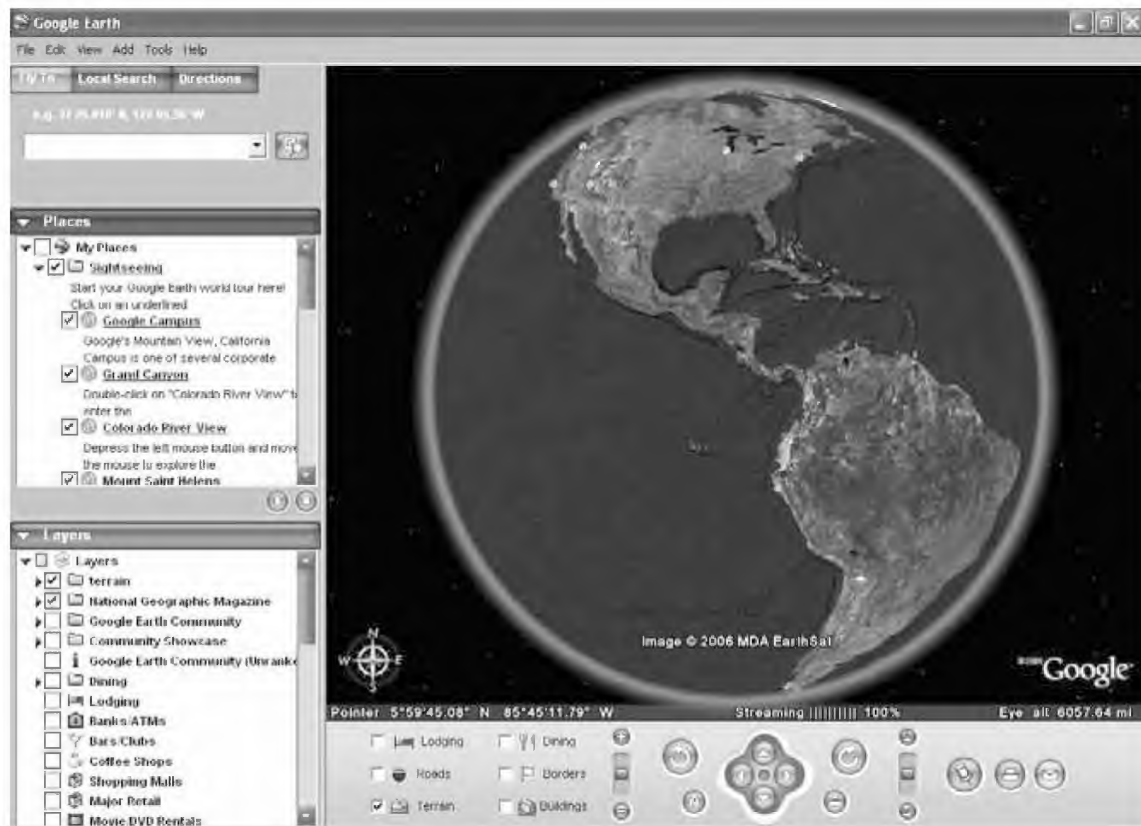 Google Earth
File Edit View Add Tools Help
Fly To Local Search Directions
Places
My Places
Sightseeing
Start your Google Earth world tour here!
Click on an underlined
Google Campus
Google's Mountain View, California
Campus is one of several corporate
Grand Canyon
Double-click on "Colorado River View" t
enter the
Colorado River View
Depress the left mouse button and move
the mouse to explore the
Mount Saint Helens
Layers
Layers
terrain
National Geographic Magazine
Google Earth Community
Community Showcase
Google Earth Community (Unranke
Dining
Lodging
Banks/ATMs
Bars/Clubs
Coffee Shops
Shopping Malls
Major Retail
Movie/DVD Rentals
N
W E
S
Image © 2006 MDA EarthSat
Google
Pointer 5°59'45.08" N 85°45'11.79" W Streaming 100% Eye alt 6057.64 mi
Lodging Dining
Roads Borders
Terrain Buildings